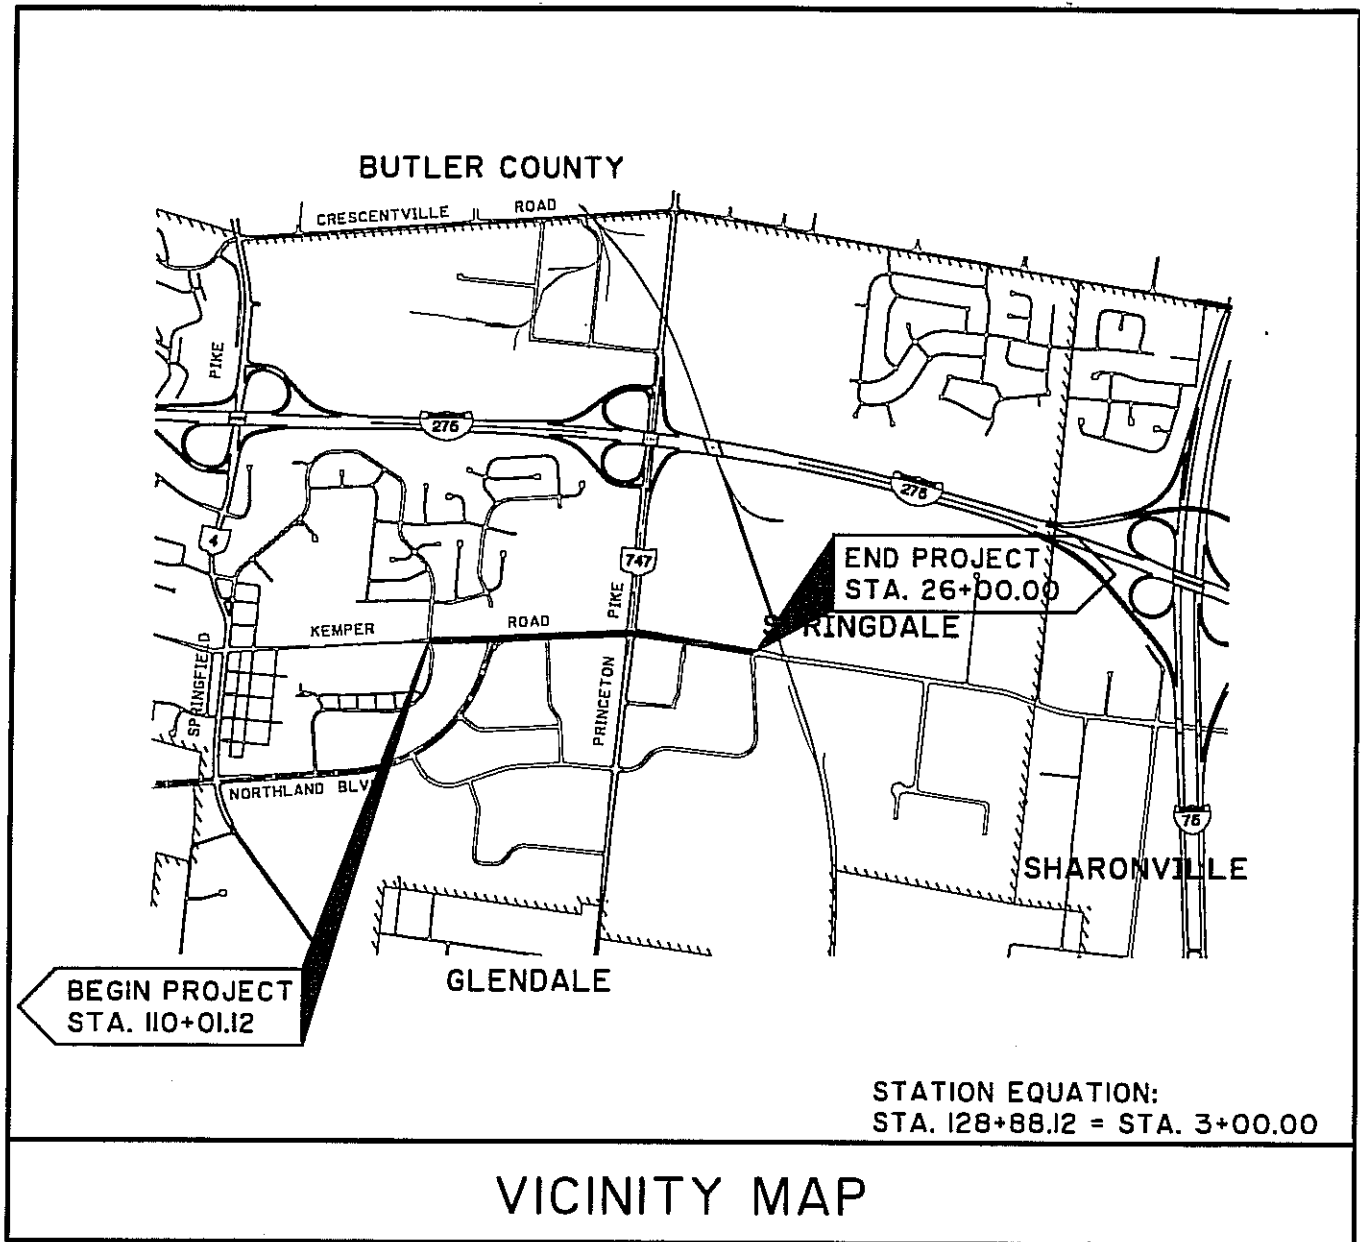 BUTLER COUNTY
CRESCENTVILLE ROAD
PIKE
275
275
4
747
END PROJECT
STA. 26+00.00
KEMPER ROAD
PIKE
SPRINGDALE
SPRINGFIELD
PRINCETON
NORTHLAND BLV
75
SHARONVILLE
GLENDALE
BEGIN PROJECT
STA. 110+01.12
STATION EQUATION:
STA. 128+88.12 = STA. 3+00.00
VICINITY MAP